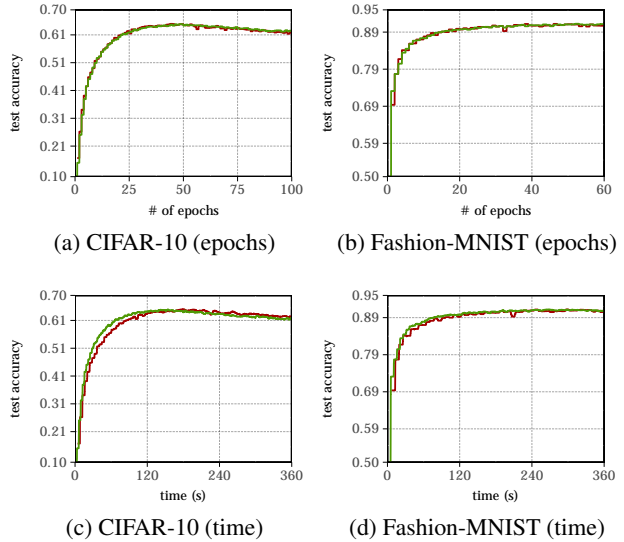 0.70
0.61
0.51
0.41
0.31
0.21
0.10
test accuracy
0 25 50 75 100
# of epochs
(a) CIFAR-10 (epochs)
0.95
0.89
0.79
0.69
0.59
0.50
test accuracy
0 20 40 60
# of epochs
(b) Fashion-MNIST (epochs)
0.70
0.61
0.51
0.41
0.31
0.21
0.10
test accuracy
0 120 240 360
time (s)
(c) CIFAR-10 (time)
0.95
0.89
0.79
0.69
0.59
0.50
test accuracy
0 120 240 360
time (s)
(d) Fashion-MNIST (time)